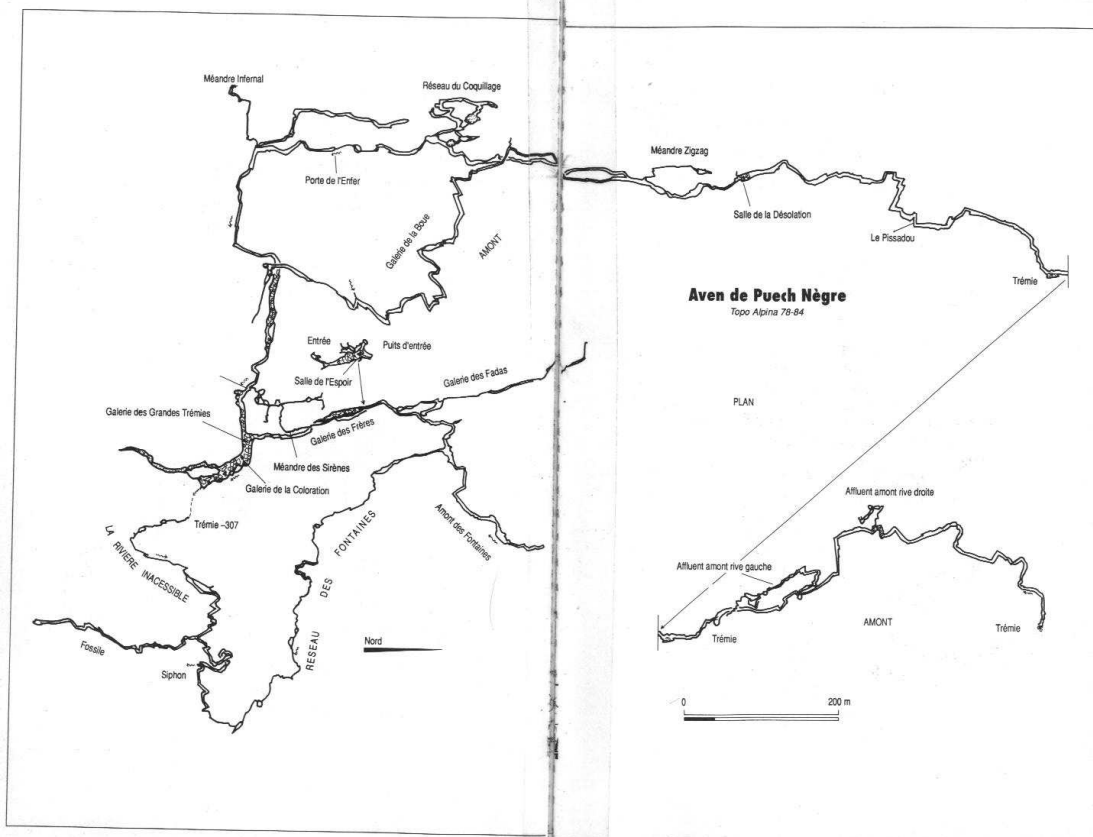 Méandre Infernal
Réseau du Coquillage
Porte de l'Enfer
Galerie de la Boue
AMONT
Méandre Zigzag
Salle de la Désolation
Le Pissadou
Trémie
Aven de Puech Nègre
Topo Alpina 78-84
PLAN
Entrée
Puits d'entrée
Salle de l'Espoir
Galerie des Fadas
Galerie des Grandes Trémies
Galerie des Frères
Méandre des Sirènes
Galerie de la Coloration
Trémie –307
LA RIVIERE INACESSIBLE
RESEAU DES FONTAINES
Amont des Fontaines
Fossile
Siphon
Nord
Affluent amont rive droite
Affluent amont rive gauche
Trémie
AMONT
Trémie
0 200 m